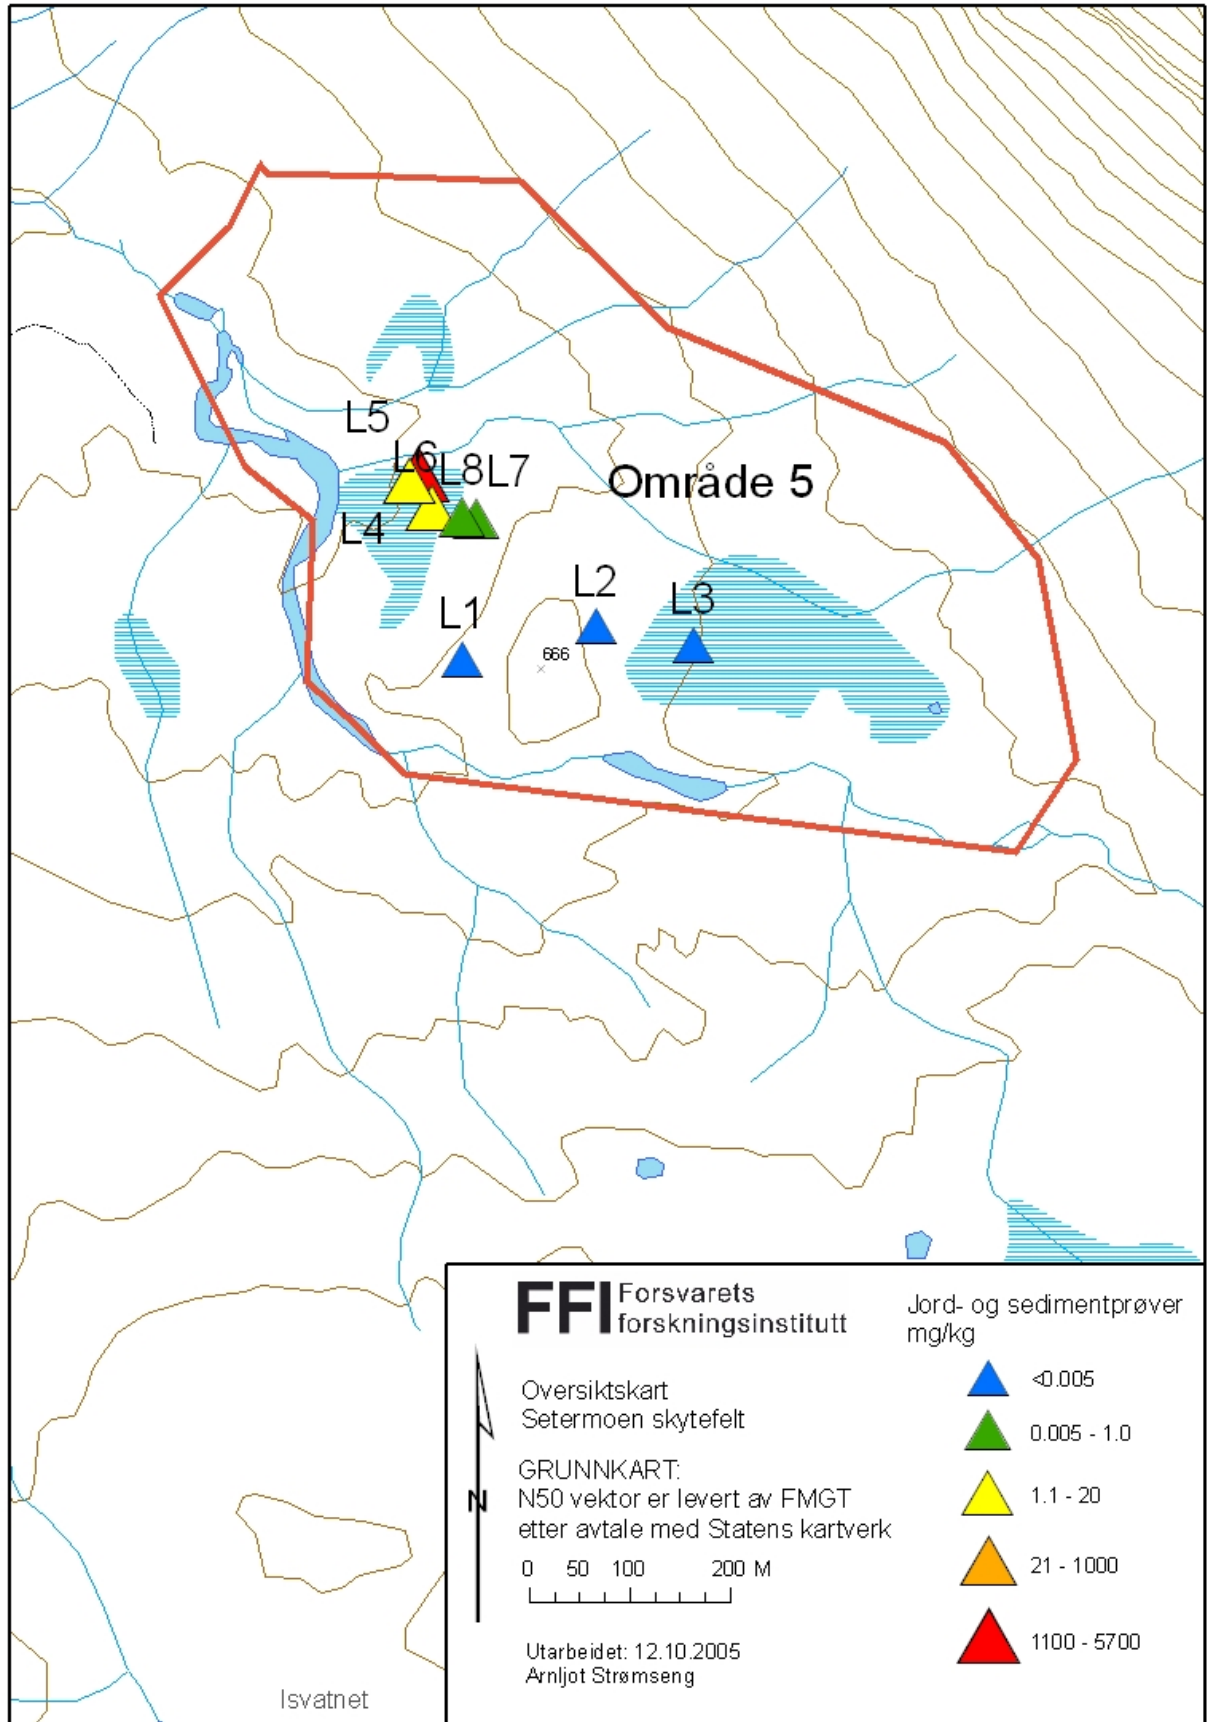 L5
L6
L8
L7
Område 5
L4
L2
L3
L1
666
FFI Forsvarets
forskningsinstitutt
Oversiktskart
Setermoen skytefelt
GRUNNKART:
N50 vektor er levert av FMGT
etter avtale med Statens kartverk
0 50 100 200 M
N
Utarbeidet: 12.10.2005
Arnljot Strømseng
Jord- og sedimentprøver
mg/kg
<0.005
0.005 - 1.0
1.1 - 20
21 - 1000
1100 - 5700
Isvatnet